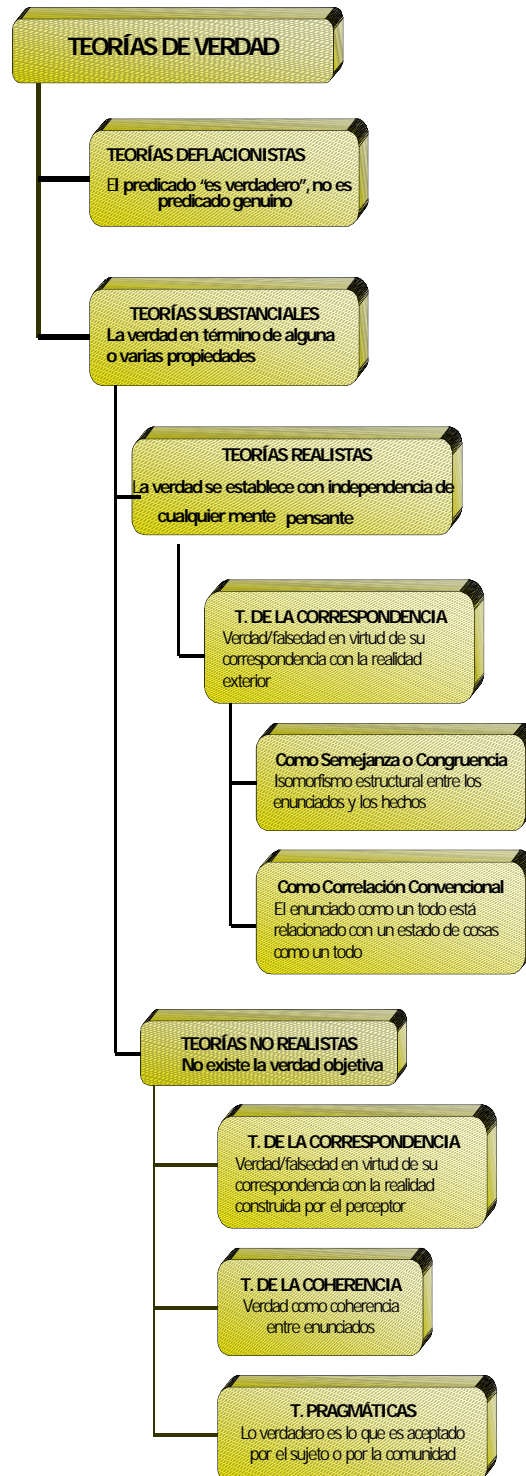 TEORÍAS DE VERDAD
TEORÍAS DEFLACIONISTAS
El predicado "es verdadero", no es
predicado genuino
TEORÍAS SUBSTANCIALES
La verdad en término de alguna
o varias propiedades
TEORÍAS REALISTAS
La verdad se establece con independencia de
cualquier mente pensante
T. DE LA CORRESPONDENCIA
Verdad/falsedad en virtud de su
correspondencia con la realidad
exterior
Como Semejanza o Congruencia
Isomorfismo estructural entre los
enunciados y los hechos
Como Correlación Convencional
El enunciado como un todo está
relacionado con un estado de cosas
como un todo
TEORÍAS NO REALISTAS
No existe la verdad objetiva
T. DE LA CORRESPONDENCIA
Verdad/falsedad en virtud de su
correspondencia con la realidad
construida por el perceptor
T. DE LA COHERENCIA
Verdad como coherencia
entre enunciados
T. PRAGMÁTICAS
Lo verdadero es lo que es aceptado
por el sujeto o por la comunidad